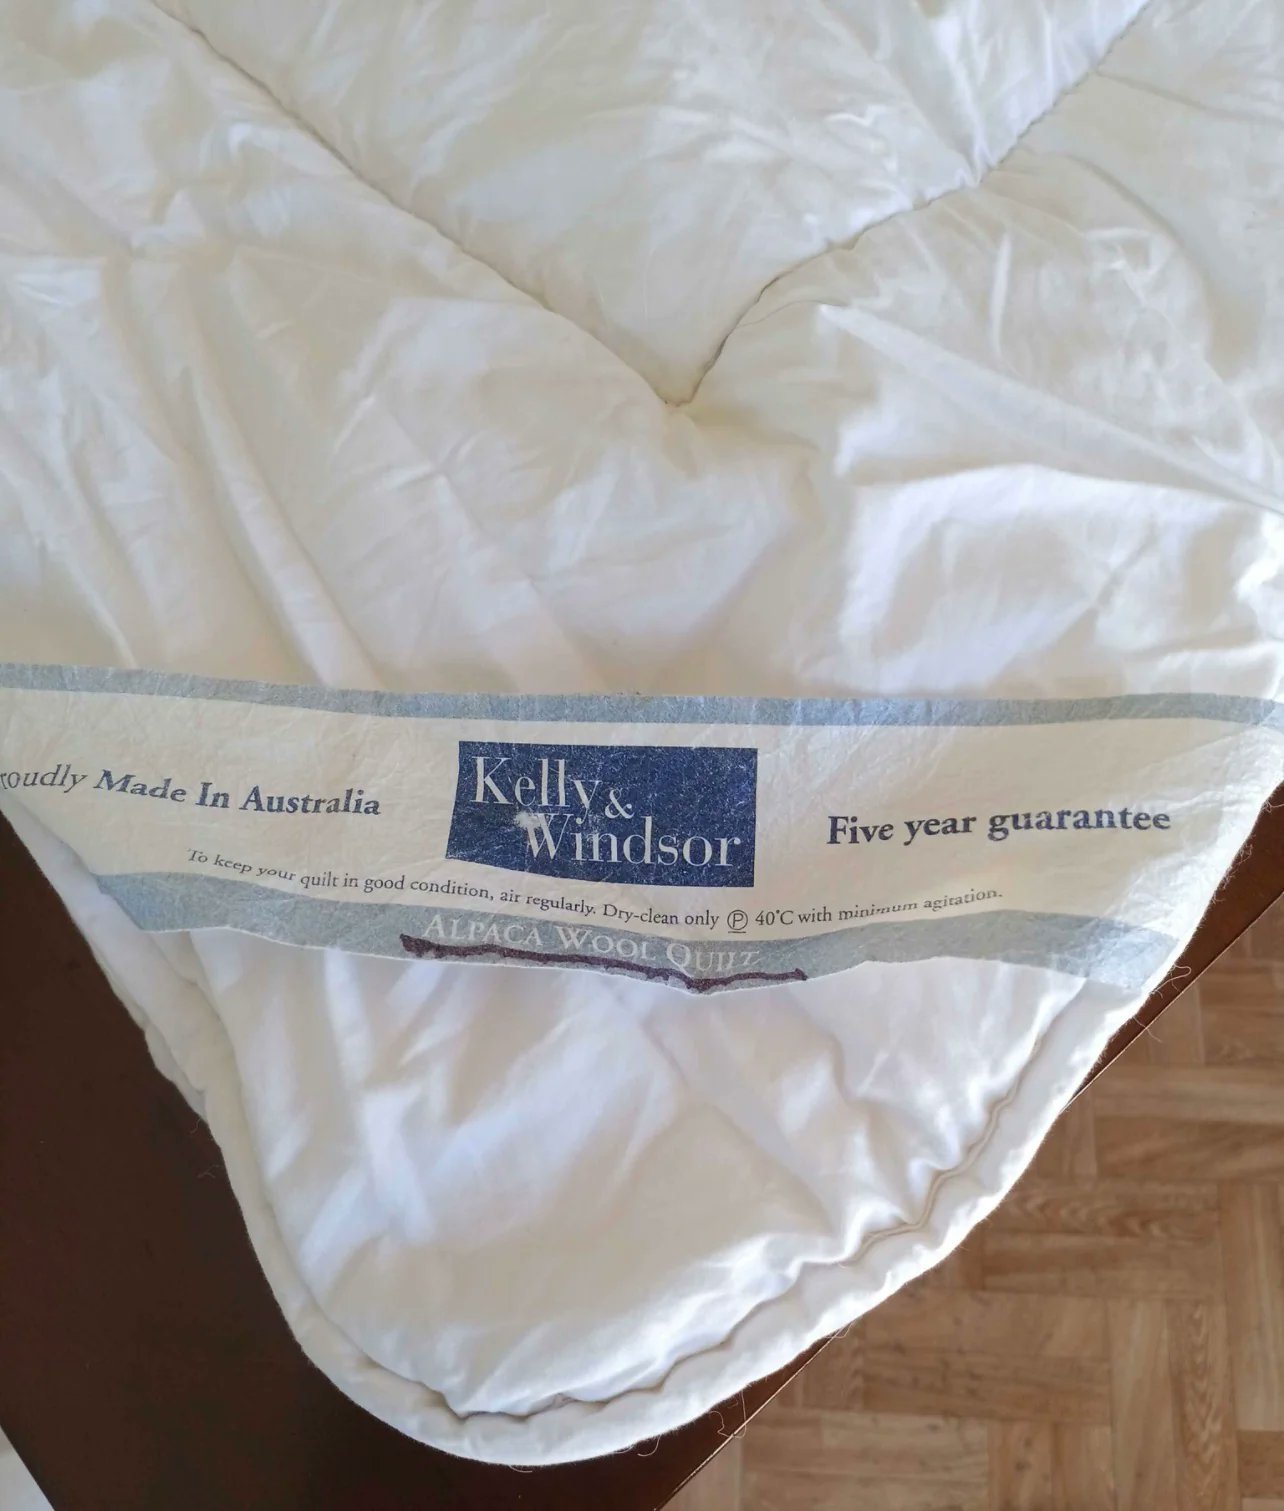 roudly Made In Australia
Kelly &
Windsor
Five year guarantee
To keep your quilt in good condition, air regularly. Dry-clean only Ⓟ 40°C with minimum agitation.
ALPACA WOOL QUILT